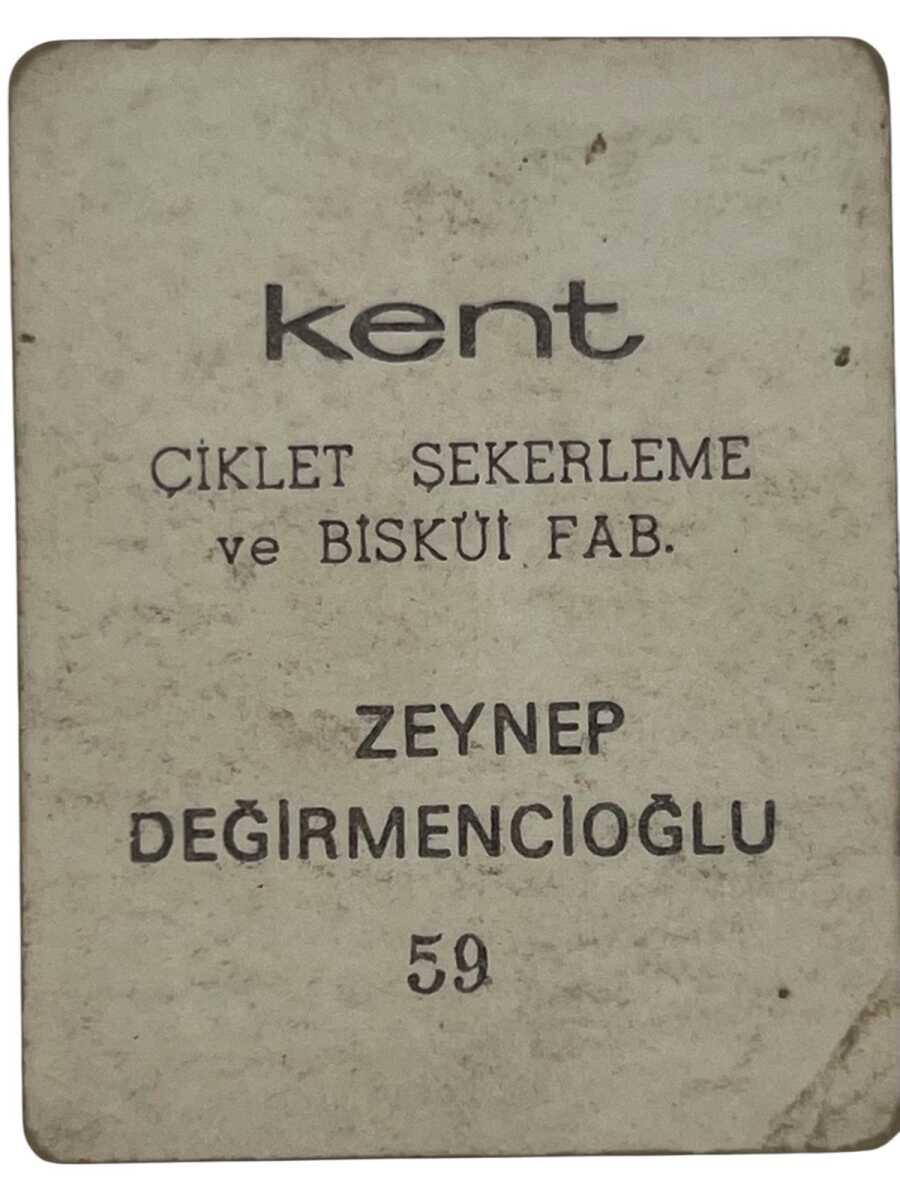 kent
ÇİKLET ŞEKERLEME
ve BİSKÜİ FAB.
ZEYNEP
DEĞİRMENCİOĞLU
59